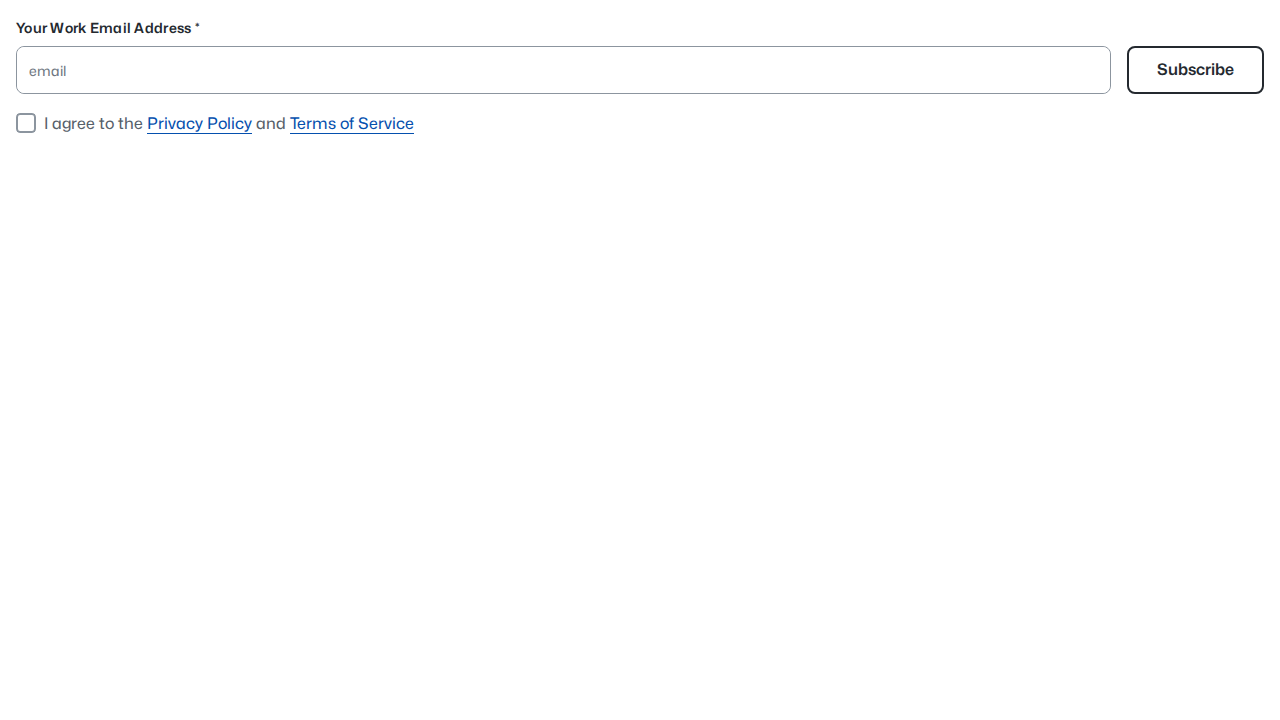 Your Work Email Address *
email
Subscribe
I agree to the Privacy Policy and Terms of Service